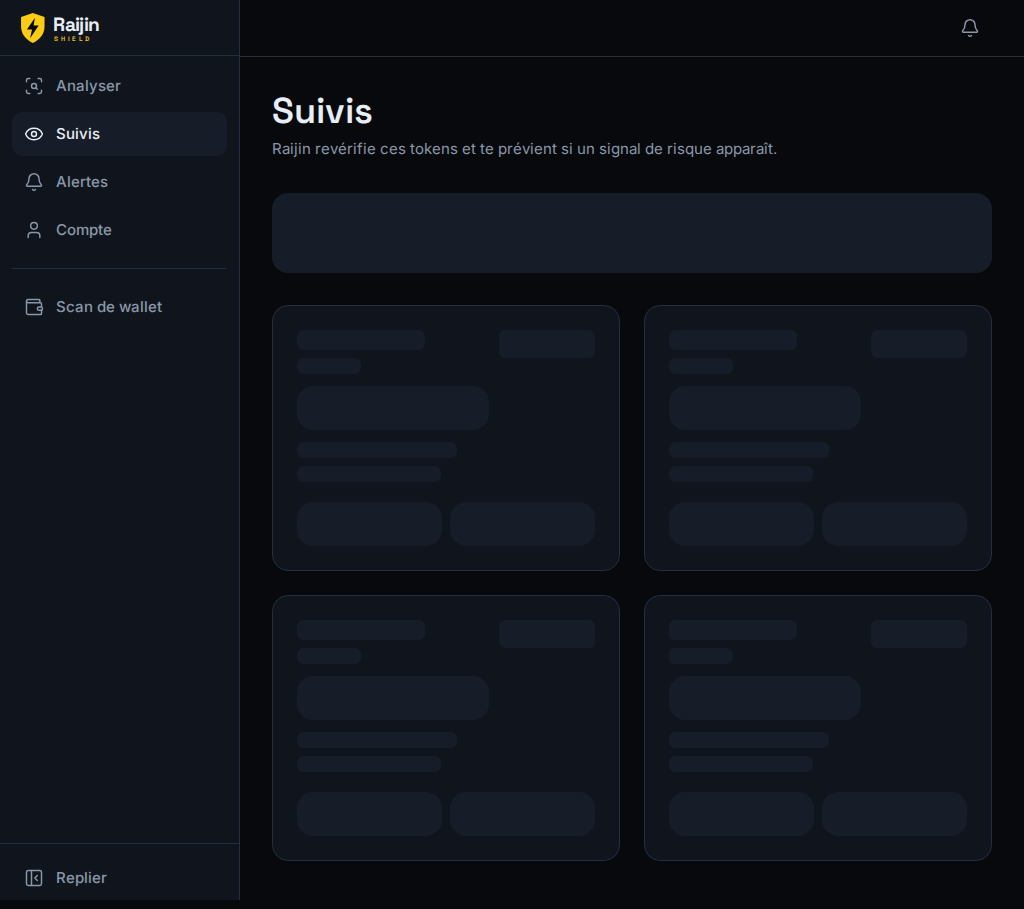 Raijin
SHIELD
Analyser
Suivis
Alertes
Compte
Scan de wallet
Replier
Suivis
Raijin revérifie ces tokens et te prévient si un signal de risque apparaît.